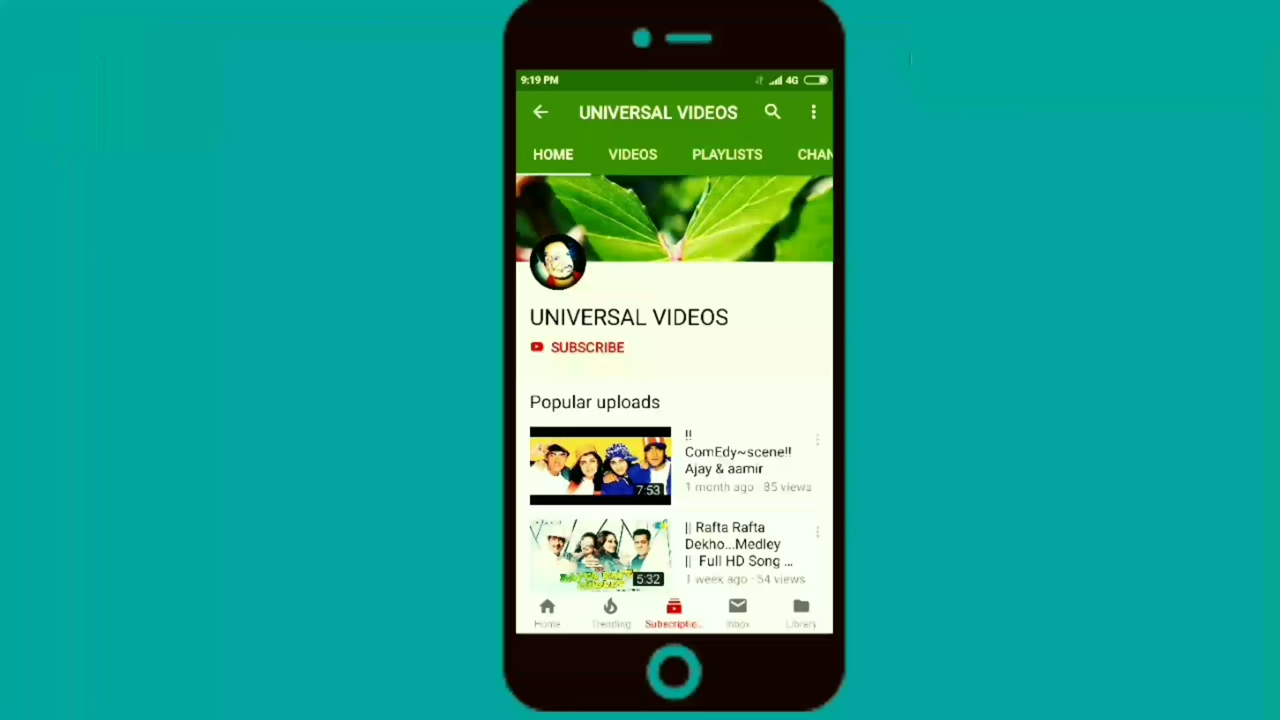 9:19 PM 4G
UNIVERSAL VIDEOS
HOME VIDEOS PLAYLISTS CHAN
UNIVERSAL VIDEOS
SUBSCRIBE
Popular uploads
!!
ComEdy~scene!!
Ajay & aamir
1 month ago · 85 views
7:53
|| Rafta Rafta
Dekho...Medley
|| Full HD Song ...
1 week ago · 54 views
5:32
Home Trending Subscriptio... Inbox Library